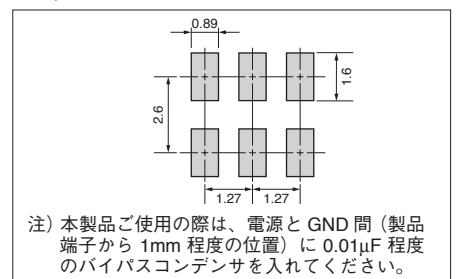 0.89
1.6
2.6
1.27 1.27
注) 本製品ご使用の際は、電源と GND 間（製品
端子から 1mm 程度の位置）に 0.01μF 程度
のバイパスコンデンサを入れてください。